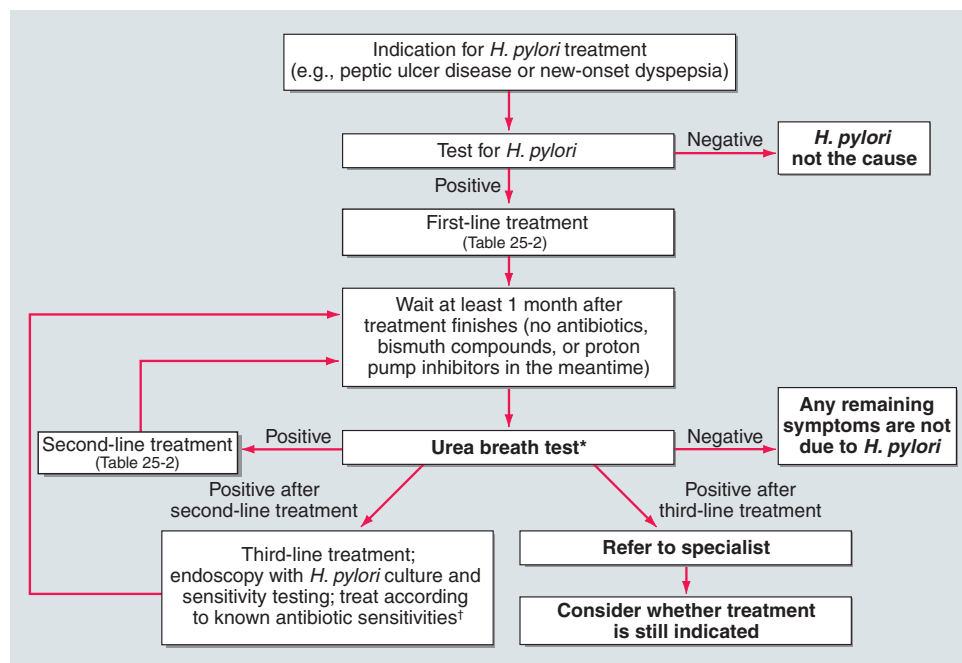 Indication for H. pylori treatment
(e.g., peptic ulcer disease or new-onset dyspepsia)
Test for H. pylori
Negative
H. pylori
not the cause
Positive
First-line treatment
(Table 25-2)
Wait at least 1 month after
treatment finishes (no antibiotics,
bismuth compounds, or proton
pump inhibitors in the meantime)
Second-line treatment
(Table 25-2)
Positive
Urea breath test*
Negative
Any remaining
symptoms are not
due to H. pylori
Positive after
second-line treatment
Positive after
third-line treatment
Third-line treatment;
endoscopy with H. pylori culture and
sensitivity testing; treat according
to known antibiotic sensitivities†
Refer to specialist
Consider whether treatment
is still indicated